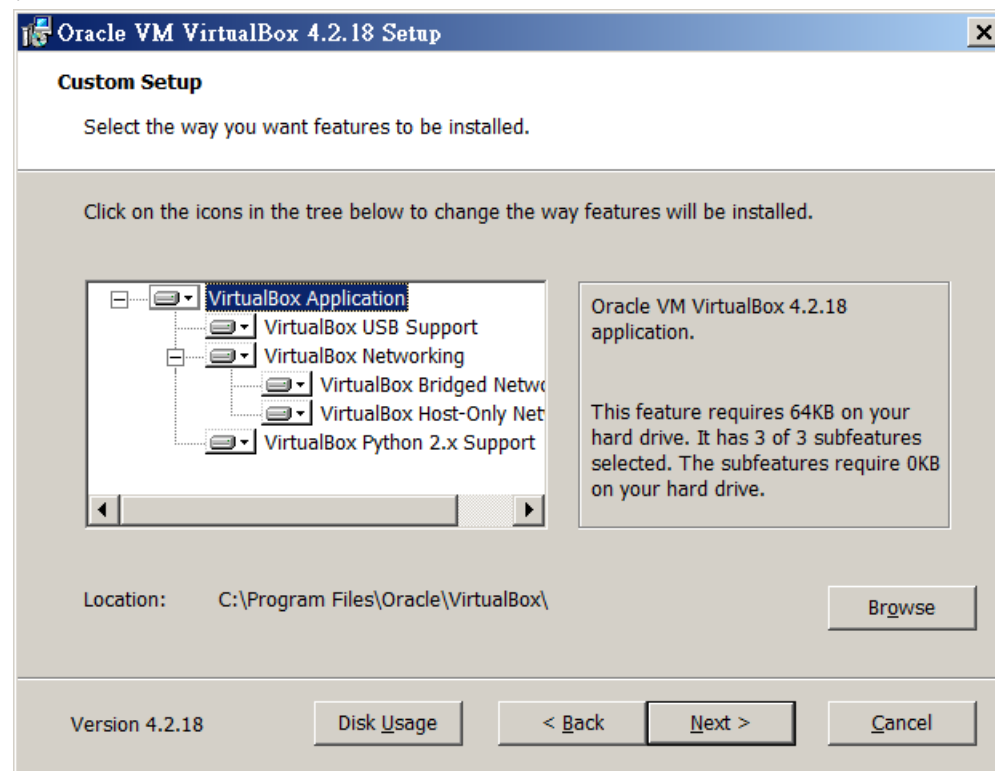 Oracle VM VirtualBox 4.2.18 Setup
Custom Setup
Select the way you want features to be installed.
Click on the icons in the tree below to change the way features will be installed.
VirtualBox Application
VirtualBox USB Support
VirtualBox Networking
VirtualBox Bridged Netwo
VirtualBox Host-Only Net
VirtualBox Python 2.x Support
Oracle VM VirtualBox 4.2.18
application.
This feature requires 64KB on your
hard drive. It has 3 of 3 subfeatures
selected. The subfeatures require 0KB
on your hard drive.
Location: C:\Program Files\Oracle\VirtualBox\
Browse
Version 4.2.18
Disk Usage
< Back
Next >
Cancel